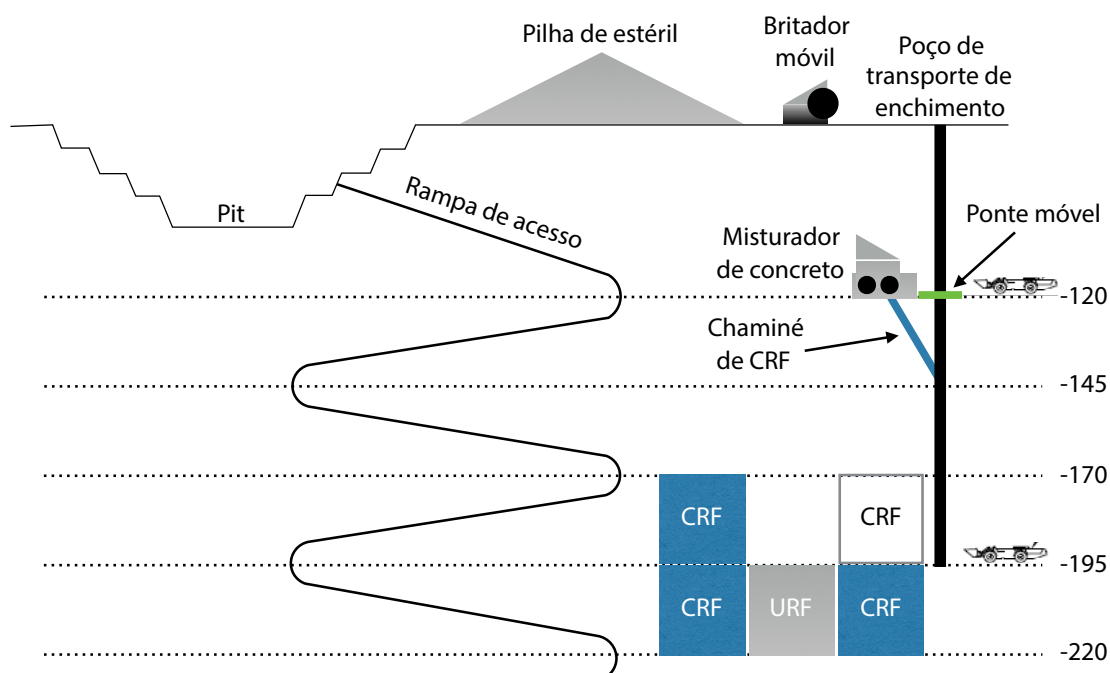 Pilha de estéril
Britador
móvil
Poço de
transporte de
enchimento
Pit
Rampa de acesso
Misturador
de concreto
Ponte móvel
-120
Chaminé
de CRF
-145
-170
CRF
CRF
-195
CRF
URF
CRF
-220